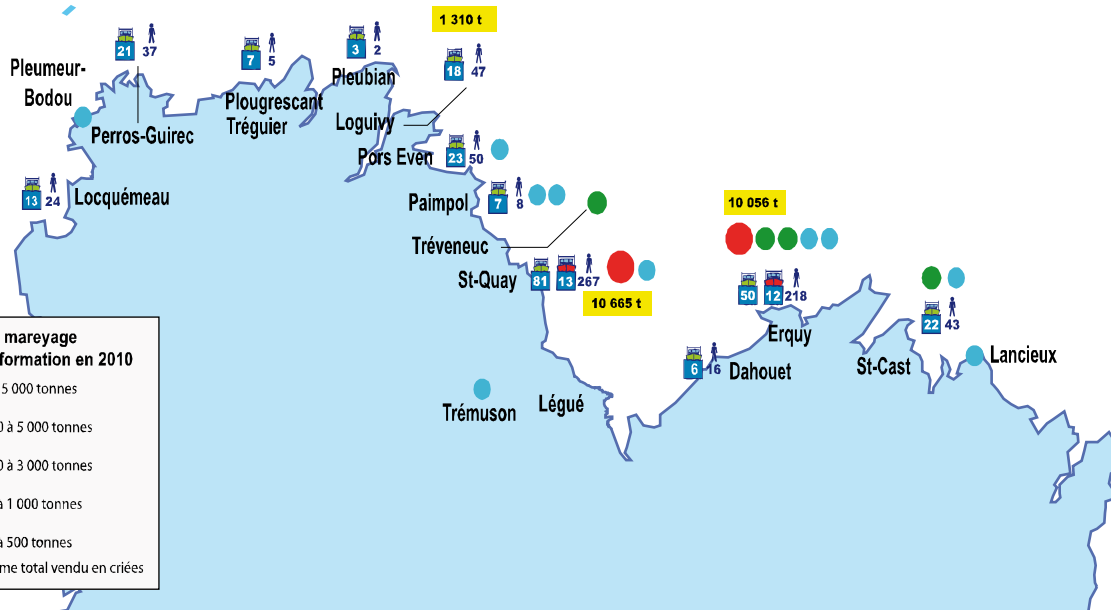 1 310 t
21 37
7 5
3 2
18 47
Pleumeur-
Bodou
Pleubian
Plougrescant
Tréguier
Loguivy
Perros-Guirec
Pors Even
23 50
13 24
Locquémeau
Paimpol
7 8
10 056 t
Tréveneuc
St-Quay
81 13 267
10 665 t
50 12 218
22 43
Erquy
6 16
Dahouet
St-Cast
Lancieux
Trémuson
Légué
mareyage
formation en 2010
5 000 tonnes
0 à 5 000 tonnes
0 à 3 000 tonnes
à 1 000 tonnes
à 500 tonnes
me total vendu en criées